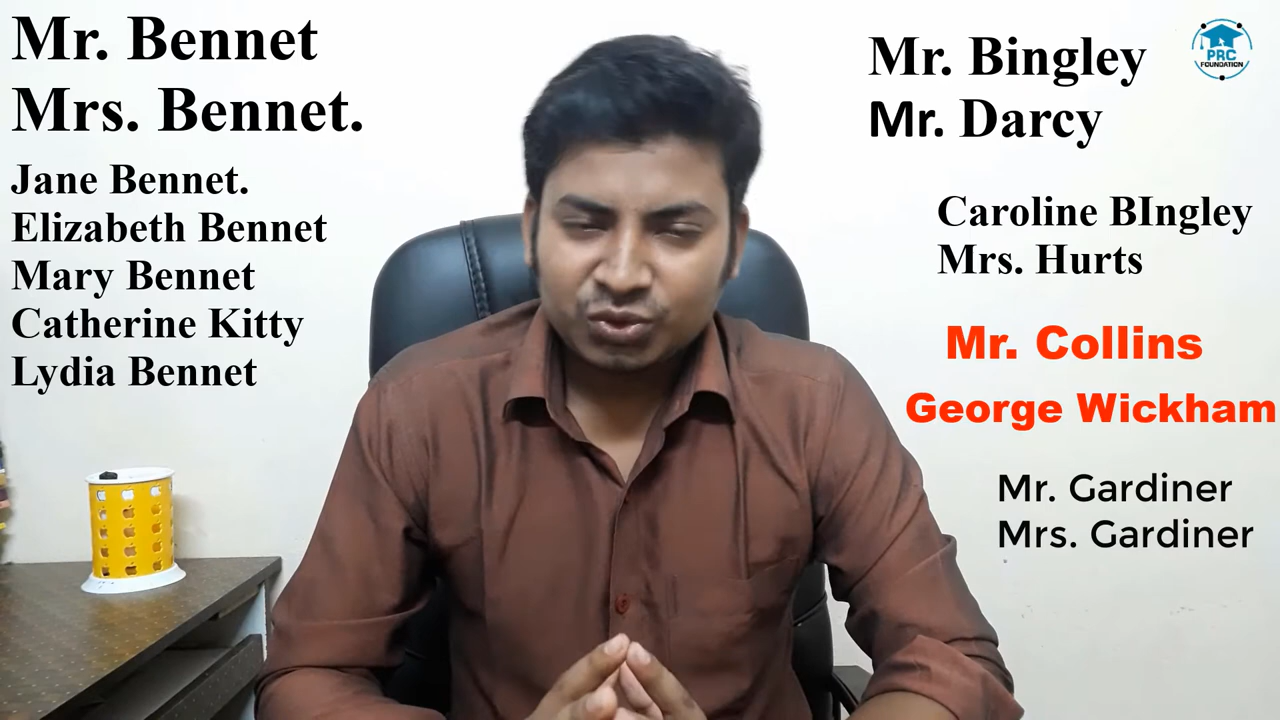 Mr. Bennet
Mrs. Bennet.
Jane Bennet.
Elizabeth Bennet
Mary Bennet
Catherine Kitty
Lydia Bennet
Mr. Bingley
Mr. Darcy
Caroline BIngley
Mrs. Hurts
Mr. Collins
George Wickham
Mr. Gardiner
Mrs. Gardiner
PRC
FOUNDATION